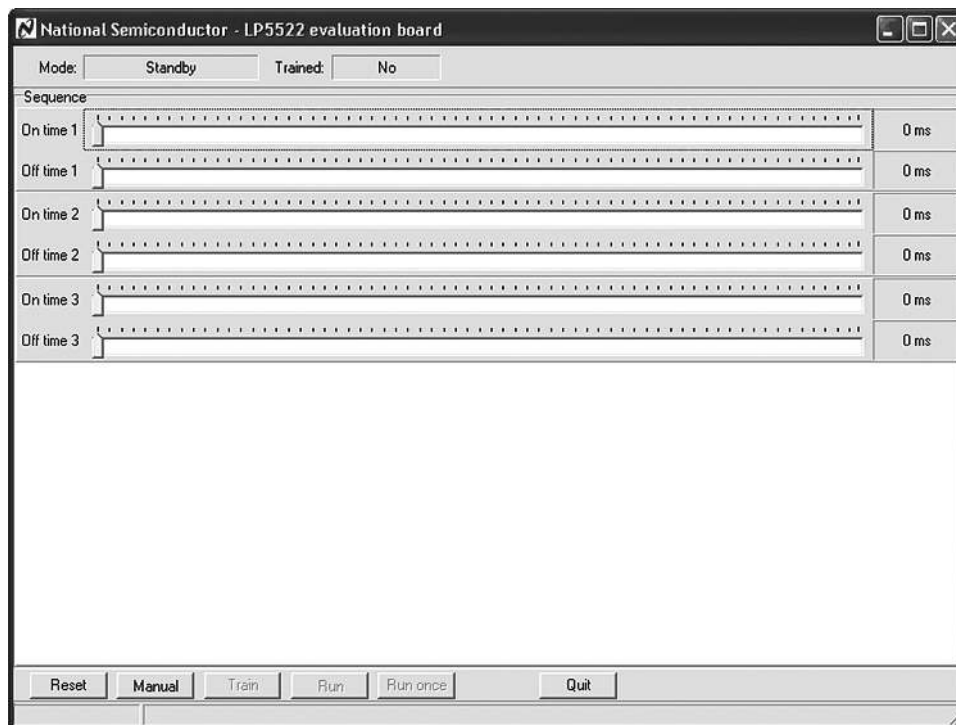 National Semiconductor - LP5522 evaluation board
Mode: Standby Trained: No
Sequence
On time 1 0 ms
Off time 1 0 ms
On time 2 0 ms
Off time 2 0 ms
On time 3 0 ms
Off time 3 0 ms
Reset Manual Train Run Run once Quit